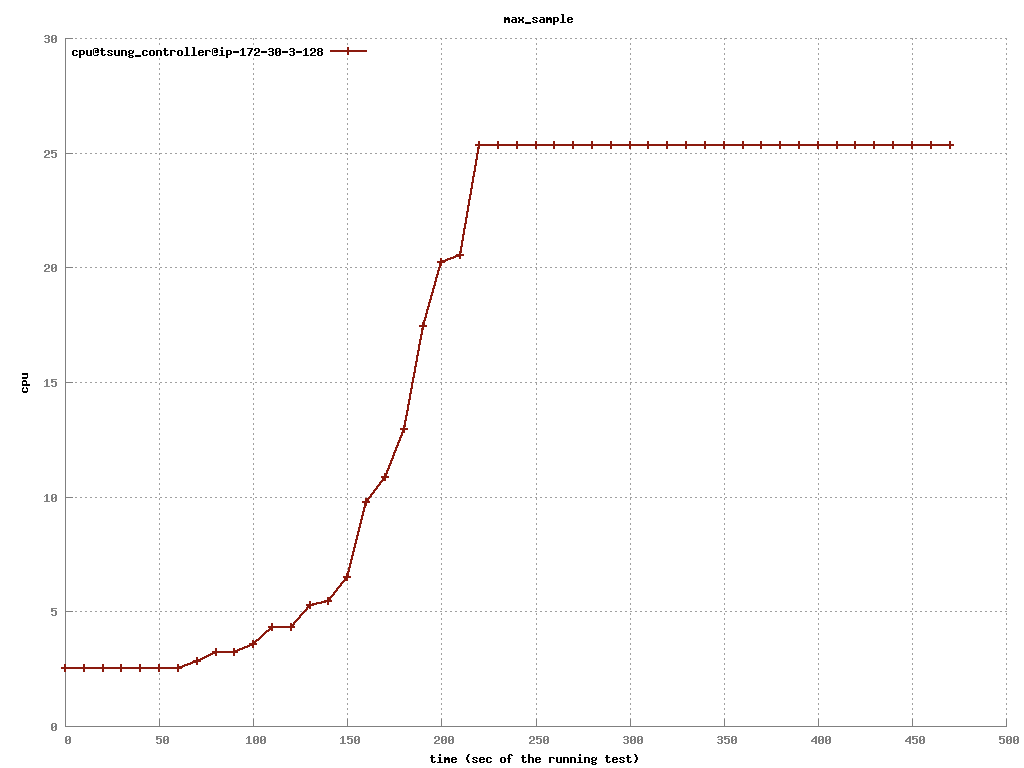 max_sample
cpu@tsung_controller@ip-172-30-3-128
30
25
20
15
10
5
0
cpu
0 50 100 150 200 250 300 350 400 450 500
time (sec of the running test)